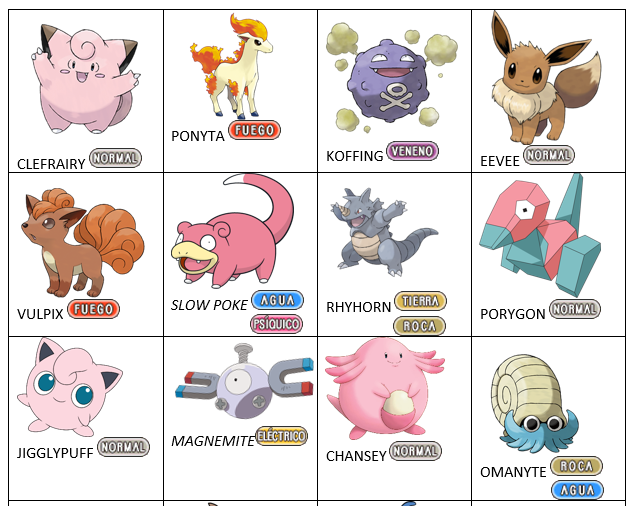 CLEFRAIRY NORMAL
PONYTA FUEGO
KOFFING VENENO
EEVEE NORMAL
VULPIX FUEGO
SLOW POKE AGUA
PSÍQUICO
RHYHORN TIERRA
ROCA
PORYGON NORMAL
JIGGLYPUFF NORMAL
MAGNEMITE ELÉCTRICO
CHANSEY NORMAL
OMANYTE ROCA
AGUA